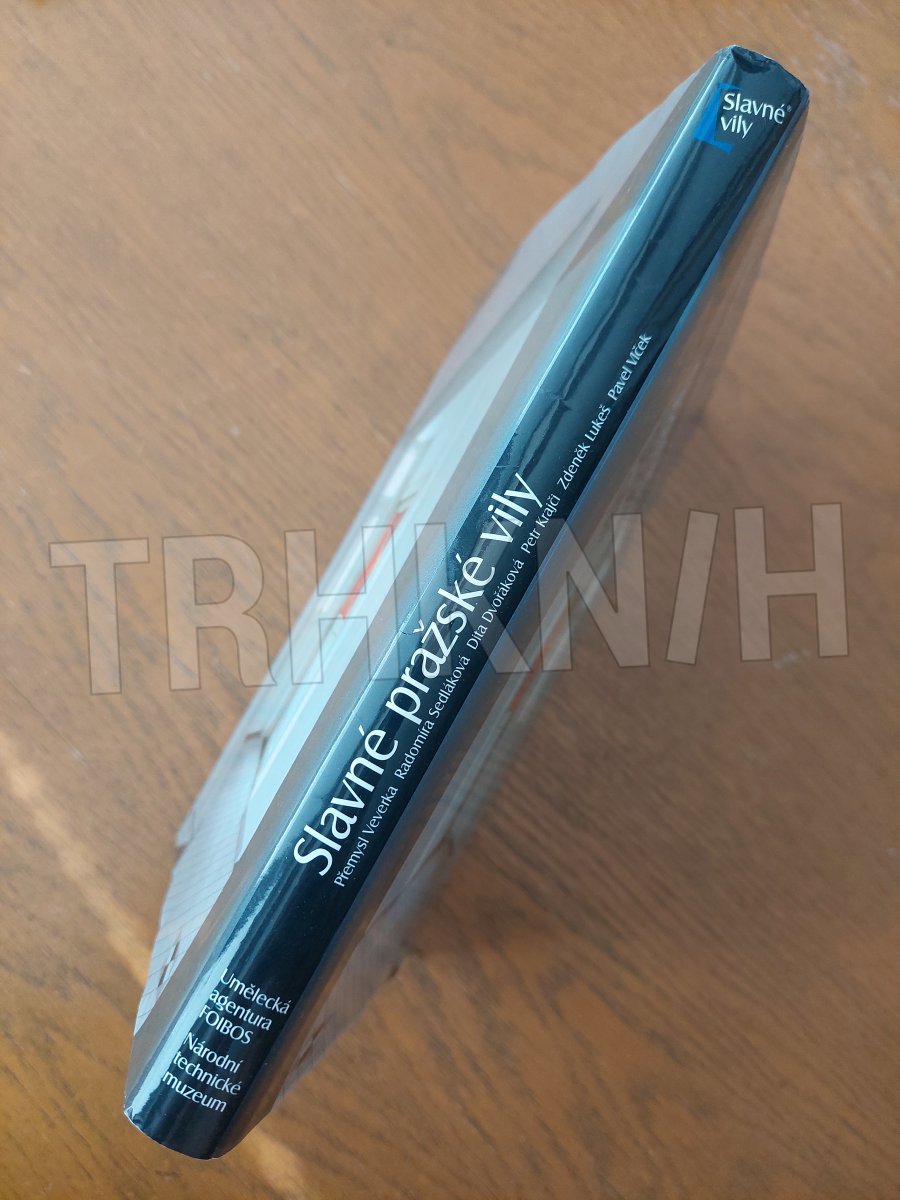 Slavné®
vily
Slavné pražské vily
Přemysl Veverka Radomíra Sedláková Dita Dvořáková Petr Krajči Zdeněk Lukeš Pavel Vlček
Umělecká
agentura
FOIBOS
Národní
technické
muzeum